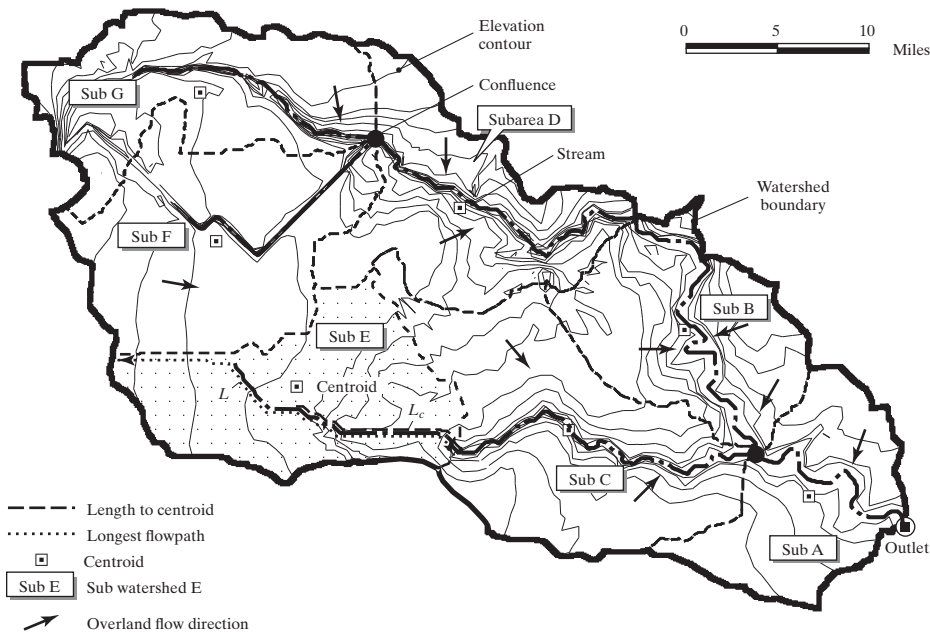 Elevation
contour
0 5 10
Miles
Sub G
Confluence
Subarea D
Stream
Watershed
boundary
Sub F
Sub B
Sub E
Centroid
L
Lc
Sub C
Sub A
Outlet
Length to centroid
Longest flowpath
Centroid
Sub E Sub watershed E
Overland flow direction